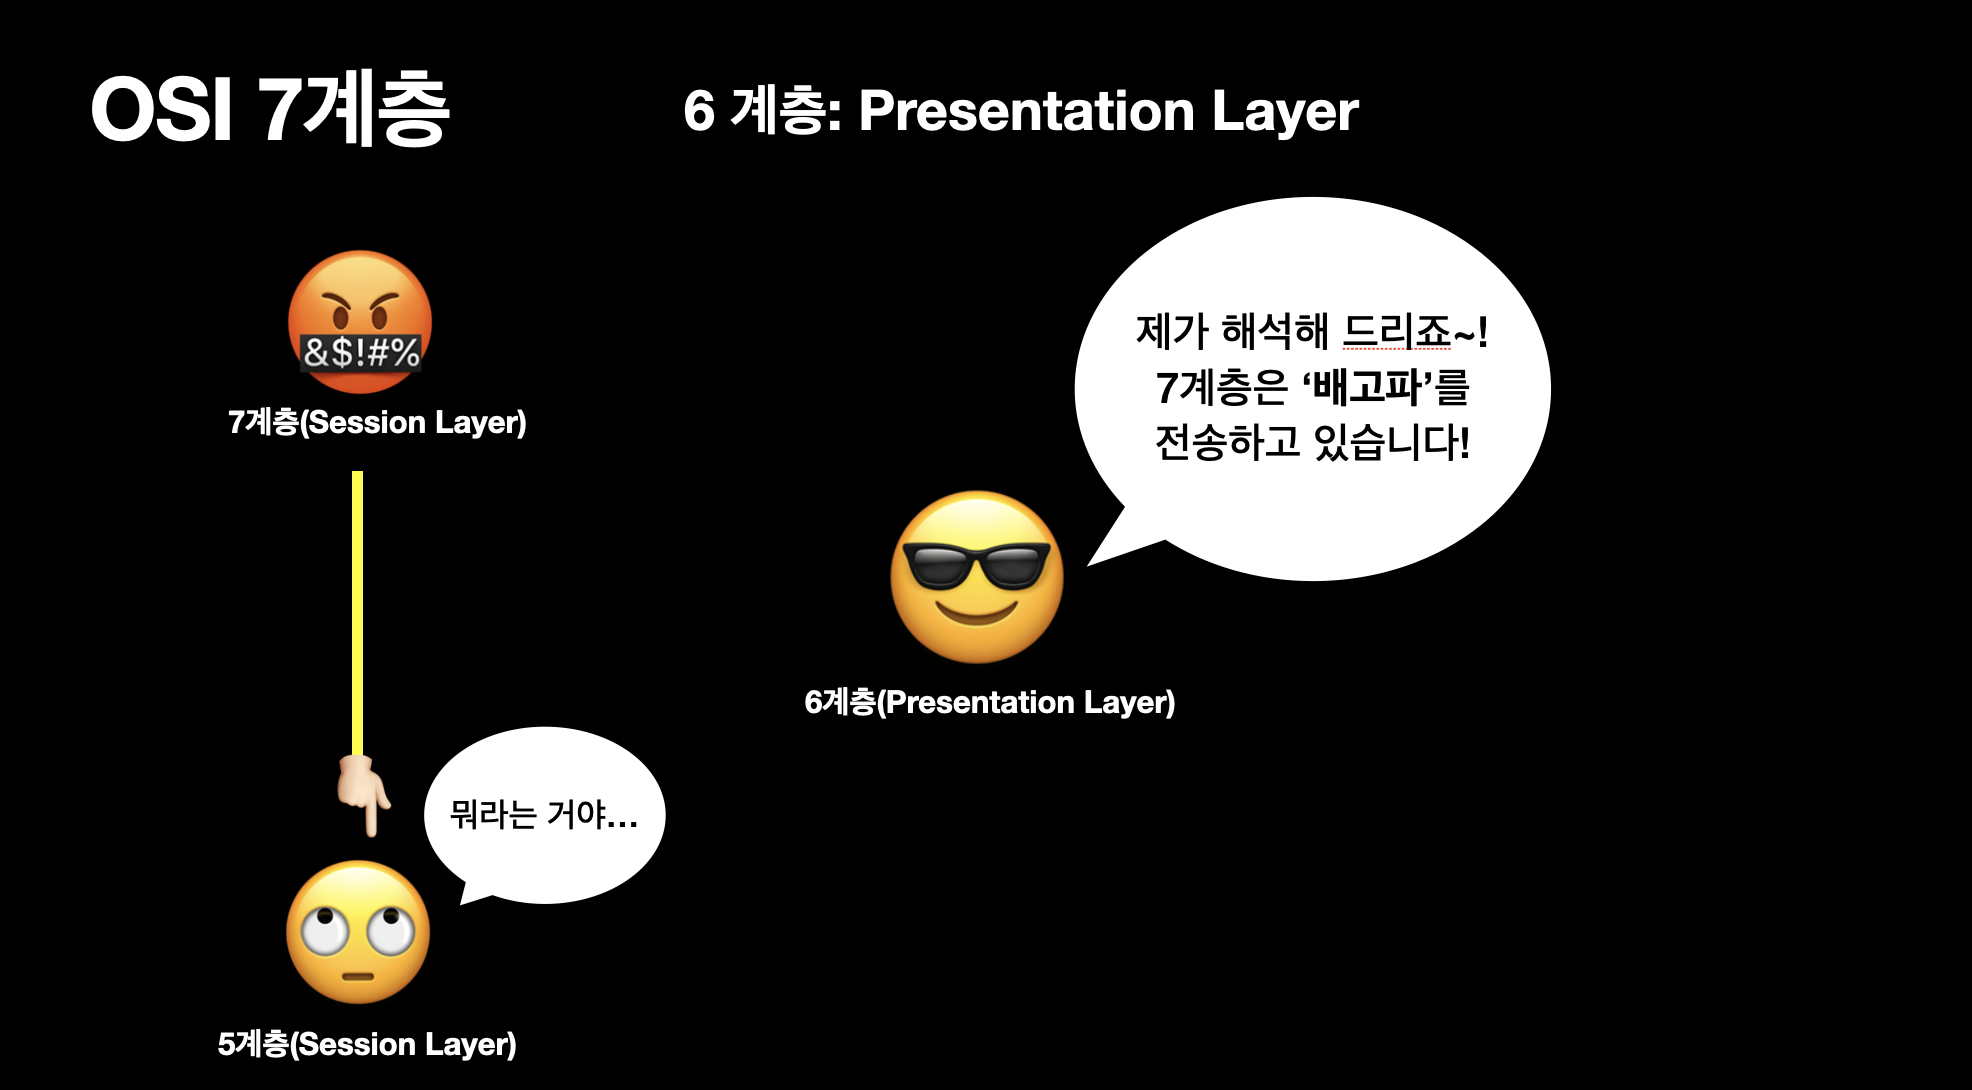 OSI 7계층
6 계층: Presentation Layer
&$!#%
7계층(Session Layer)
제가 해석해 드리죠~!
7계층은 ‘배고파’를
전송하고 있습니다!
6계층(Presentation Layer)
뭐라는 거야...
5계층(Session Layer)